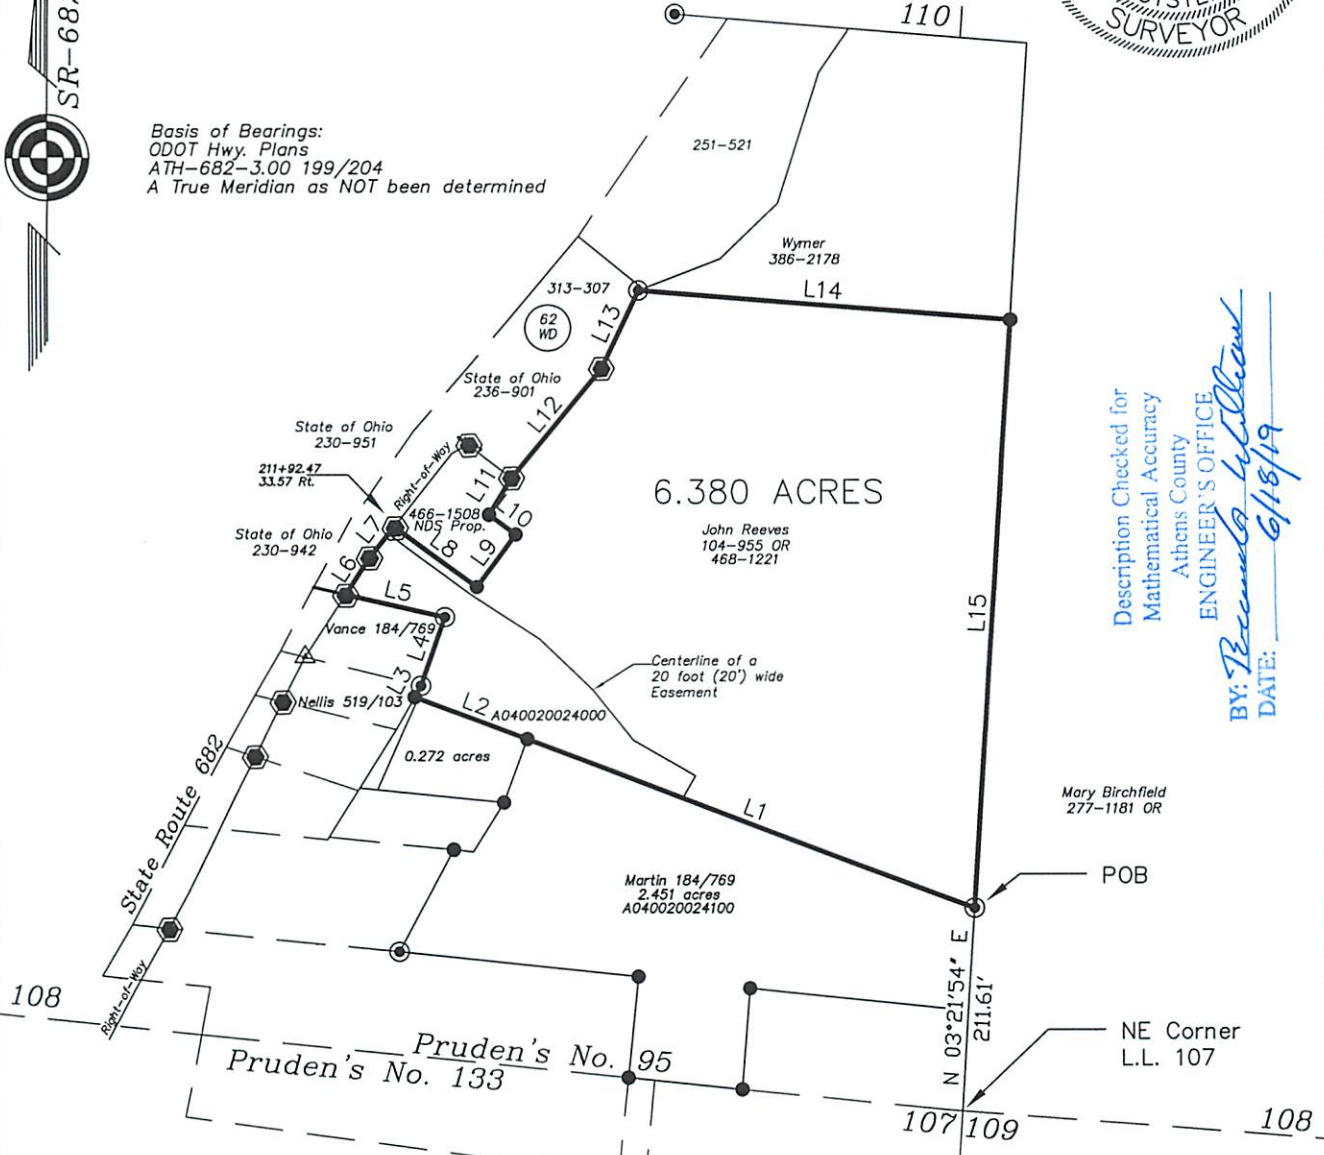 SR-682
110
SURVEYOR
Basis of Bearings:
ODOT Hwy. Plans
ATH-682-3.00 199/204
A True Meridian as NOT been determined
251-521
Wymer
386-2178
L14
313-307
62
WD
L13
State of Ohio
236-901
L12
State of Ohio
230-951
211+92.47
33.57 Rt.
Right-of-Way
L11
466-1508
NDS Prop.
L10
L9
L8
L7
L6
State of Ohio
230-942
L5
6.380 ACRES
John Reeves
104-955 OR
468-1221
L15
Description Checked for
Mathematical Accuracy
Athens County
ENGINEER'S OFFICE
BY:
DATE: 6/18/19
Vance 184/769
L4
L3
Nellis 519/103
L2
A040020024000
Centerline of a
20 foot (20') wide
Easement
0.272 acres
L1
Mary Birchfield
277-1181 OR
State Route 682
Martin 184/769
2.451 acres
A040020024100
POB
N 03°21'54" E
211.61'
Right-of-Way
108
Pruden's No. 95
Pruden's No. 133
NE Corner
L.L. 107
107
109
108